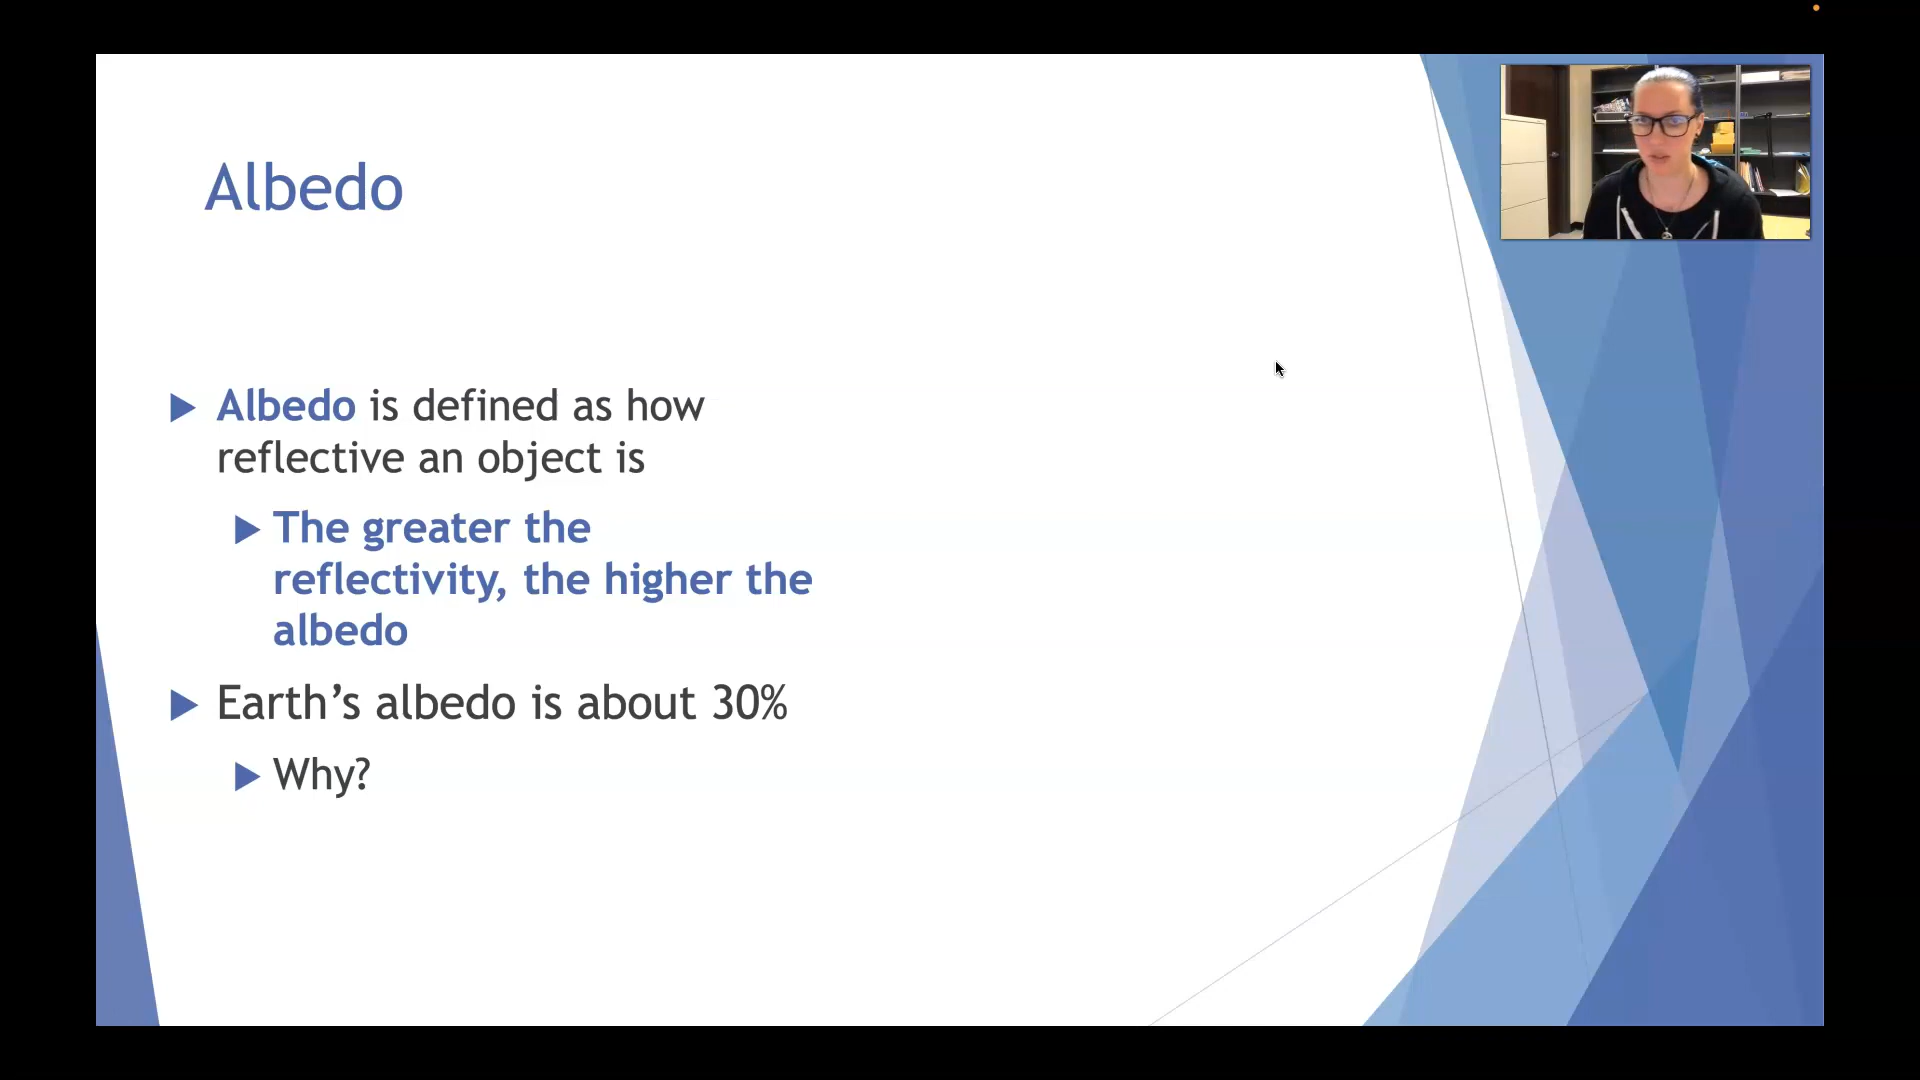 Albedo
Albedo is defined as how
reflective an object is
The greater the
reflectivity, the higher the
albedo
Earth’s albedo is about 30%
Why?